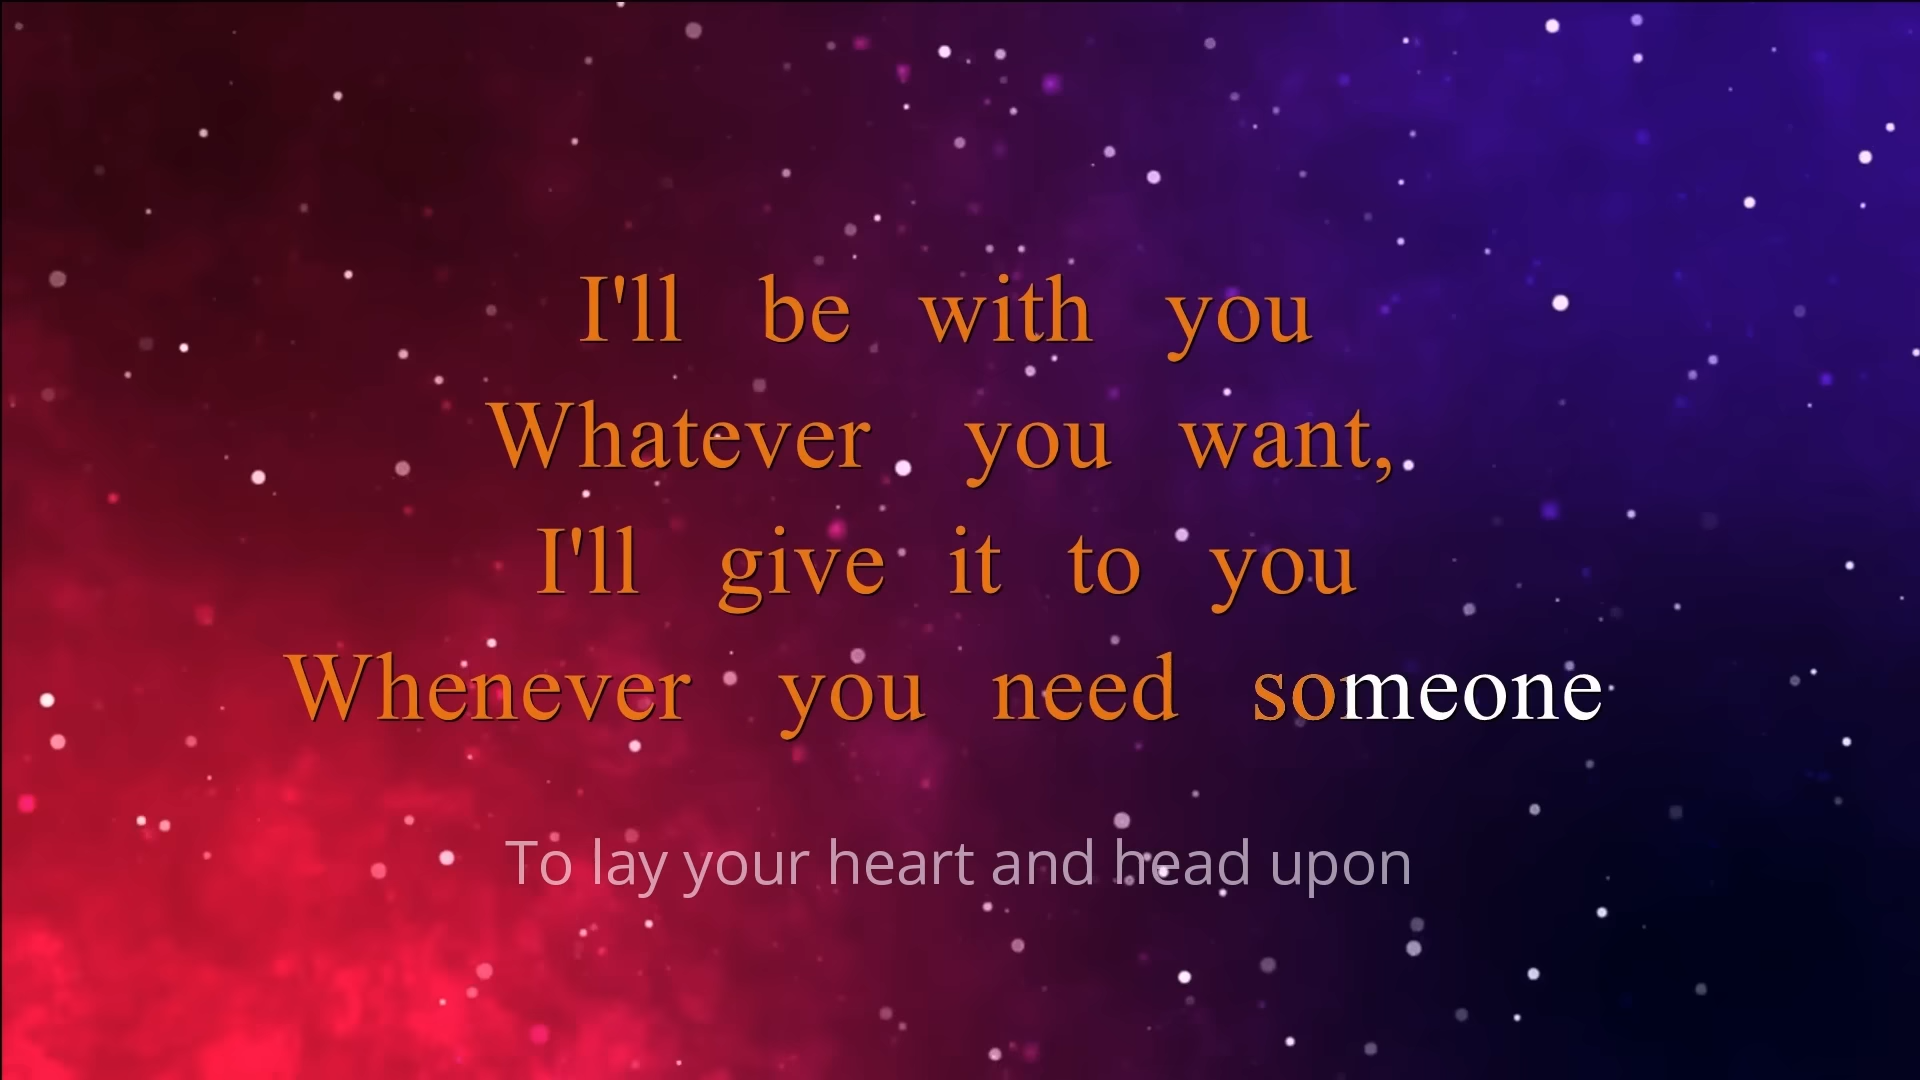 I'll be with you
Whatever you want,
I'll give it to you
Whenever you need someone
To lay your heart and head upon